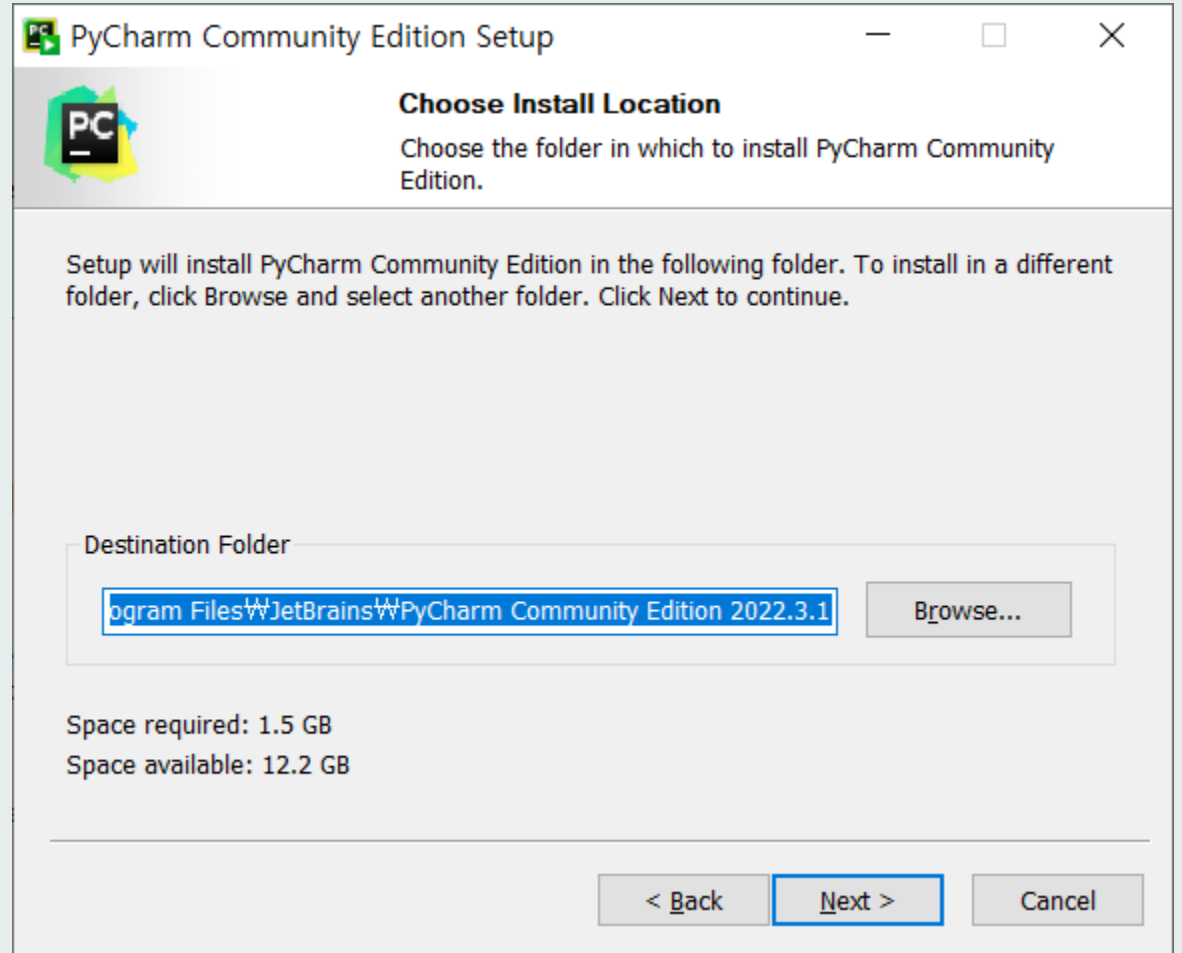 PyCharm Community Edition Setup
PC
Choose Install Location
Choose the folder in which to install PyCharm Community
Edition.
Setup will install PyCharm Community Edition in the following folder. To install in a different
folder, click Browse and select another folder. Click Next to continue.
Destination Folder
ogram Files₩JetBrains₩PyCharm Community Edition 2022.3.1
Browse...
Space required: 1.5 GB
Space available: 12.2 GB
< Back
Next >
Cancel